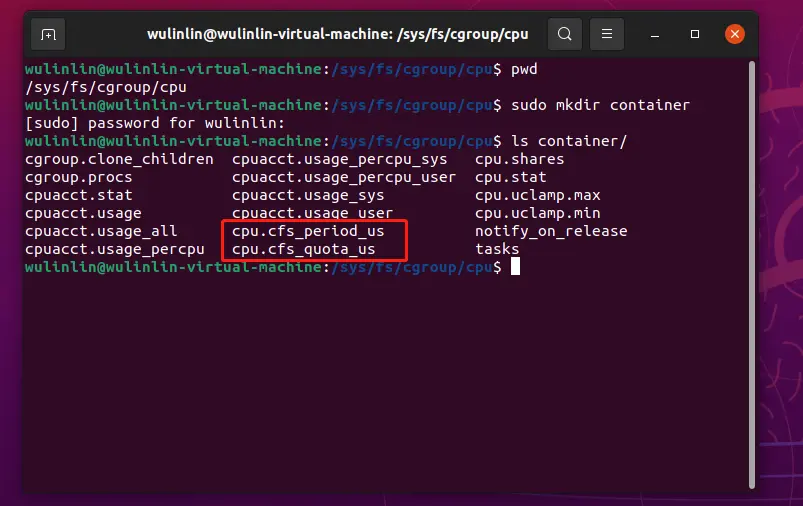 wulinlin@wulinlin-virtual-machine: /sys/fs/cgroup/cpu
wulinlin@wulinlin-virtual-machine:/sys/fs/cgroup/cpu$ pwd
/sys/fs/cgroup/cpu
wulinlin@wulinlin-virtual-machine:/sys/fs/cgroup/cpu$ sudo mkdir container
[sudo] password for wulinlin:
wulinlin@wulinlin-virtual-machine:/sys/fs/cgroup/cpu$ ls container/
cgroup.clone_children  cpuacct.usage_percpu_sys   cpu.shares
cgroup.procs           cpuacct.usage_percpu_user  cpu.stat
cpuacct.stat           cpuacct.usage_sys          cpu.uclamp.max
cpuacct.usage          cpuacct.usage_user         cpu.uclamp.min
cpuacct.usage_all      cpu.cfs_period_us          notify_on_release
cpuacct.usage_percpu   cpu.cfs_quota_us           tasks
wulinlin@wulinlin-virtual-machine:/sys/fs/cgroup/cpu$